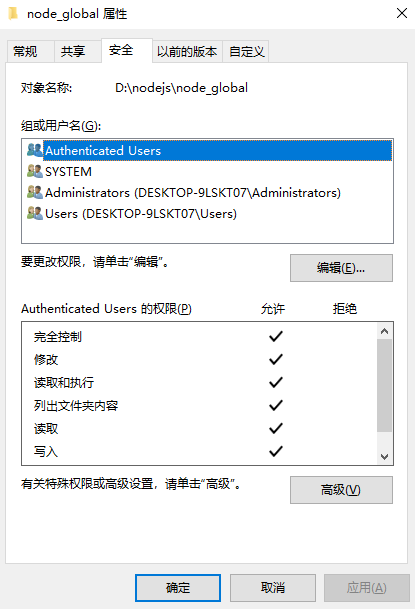 node_global 属性
常规 共享 安全 以前的版本 自定义
对象名称: D:\nodejs\node_global
组或用户名(G):
Authenticated Users
SYSTEM
Administrators (DESKTOP-9LSKT07\Administrators)
Users (DESKTOP-9LSKT07\Users)
要更改权限，请单击“编辑”。 编辑(E)...
Authenticated Users 的权限(P) 允许 拒绝
完全控制
修改
读取和执行
列出文件夹内容
读取
写入
有关特殊权限或高级设置，请单击“高级”。 高级(V)
确定 取消 应用(A)